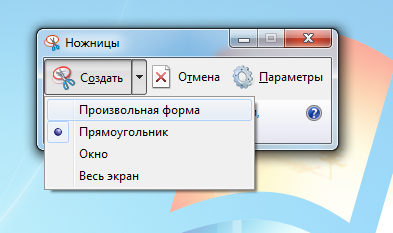 Ножницы
Создать Отмена Параметры
Произвольная форма
Прямоугольник
Окно
Весь экран